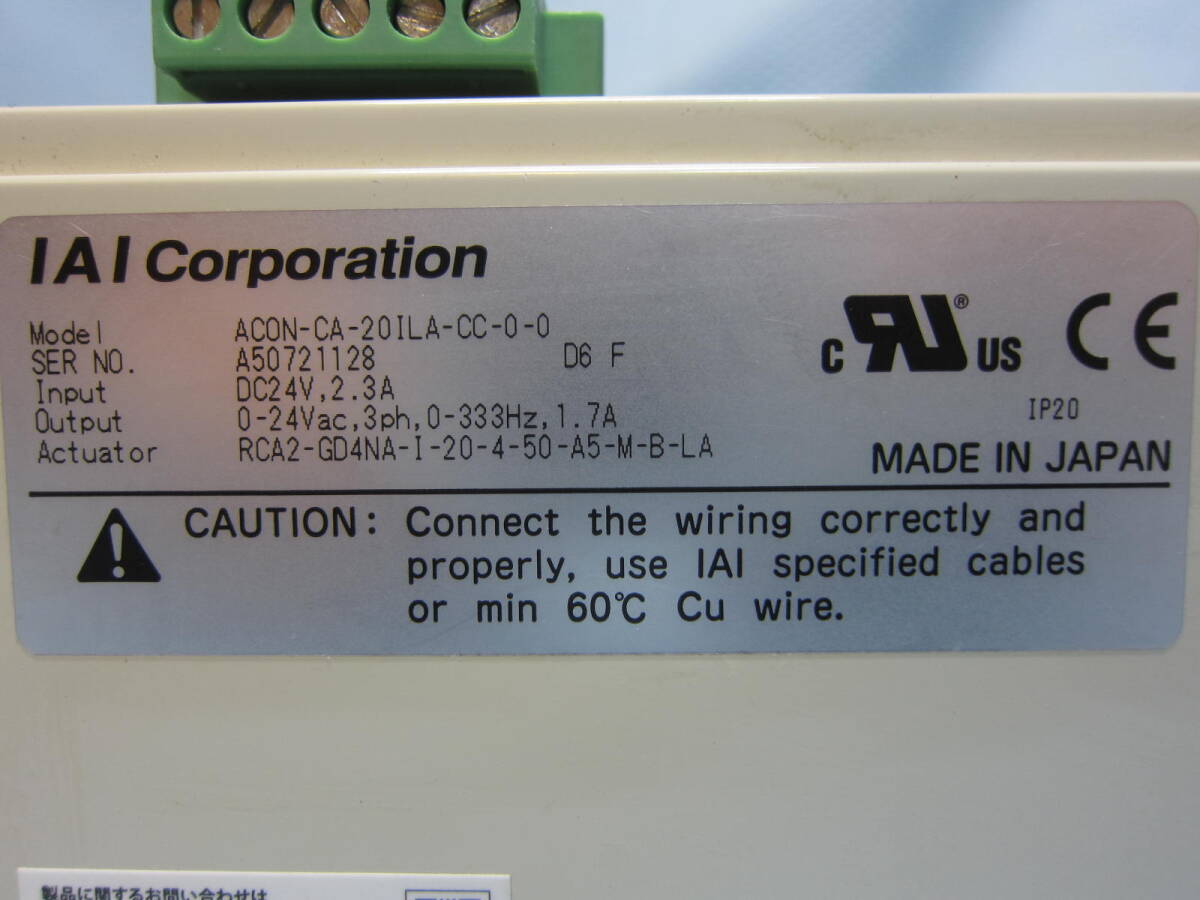 IAI Corporation
Model ACON-CA-20ILA-CC-0-0
SER NO. A50721128 D6 F
Input DC24V,2.3A
Output 0-24Vac,3ph,0-333Hz,1.7A
Actuator RCA2-GD4NA-I-20-4-50-A5-M-B-LA
C RU ® US CE
IP20
MADE IN JAPAN
CAUTION: Connect the wiring correctly and
properly, use IAI specified cables
or min 60℃ Cu wire.
製品に関するお問い合わせは